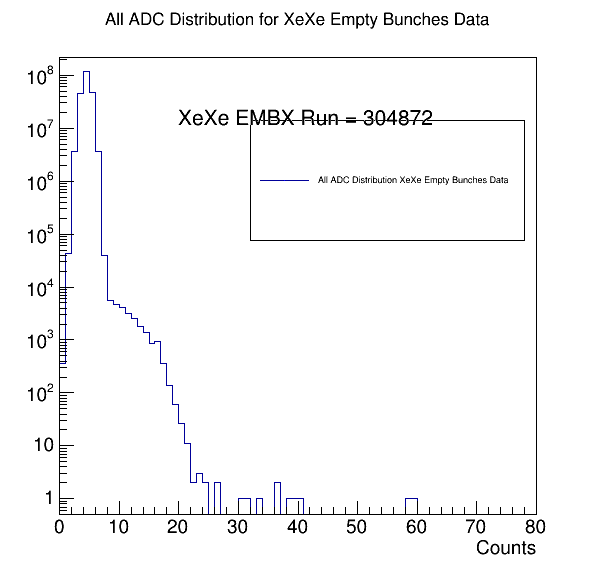 All ADC Distribution for XeXe Empty Bunches Data
XeXe EMBX Run = 304872
All ADC Distribution XeXe Empty Bunches Data
10^8
10^7
10^6
10^5
10^4
10^3
10^2
10
1
0 10 20 30 40 50 60 70 80
Counts